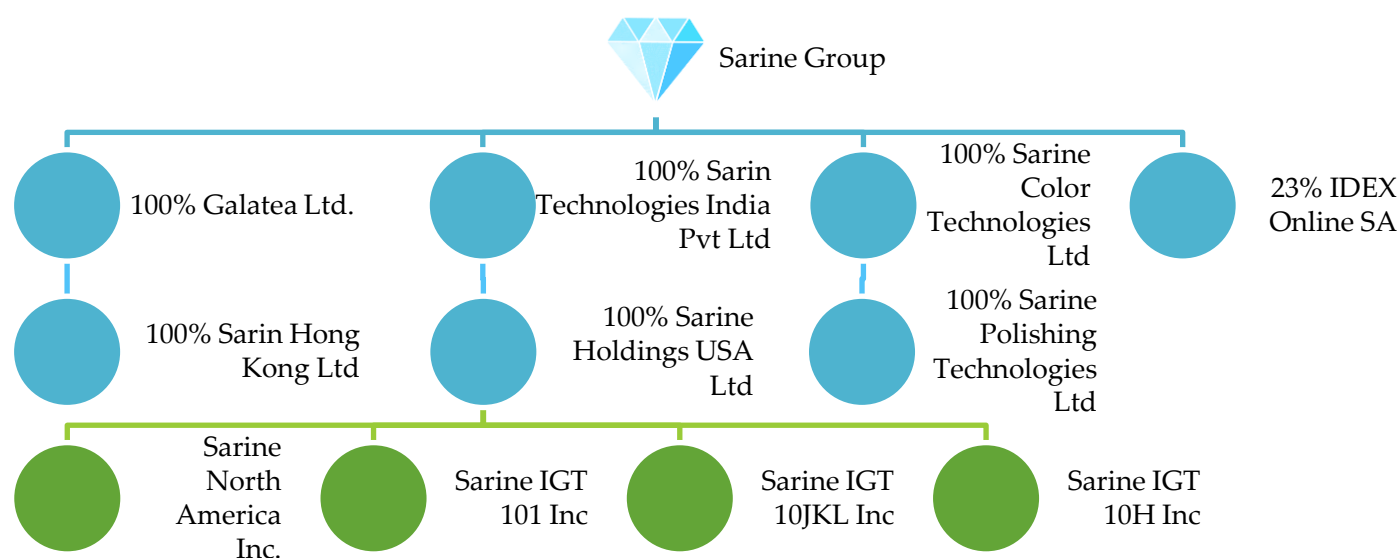 Sarine Group
100% Galatea Ltd.
100% Sarin
Technologies India
Pvt Ltd
100% Sarine
Color
Technologies
Ltd
23% IDEX
Online SA
100% Sarin Hong
Kong Ltd
100% Sarine
Holdings USA
Ltd
100% Sarine
Polishing
Technologies
Ltd
Sarine
North
America
Inc.
Sarine IGT
101 Inc
Sarine IGT
10JKL Inc
Sarine IGT
10H Inc